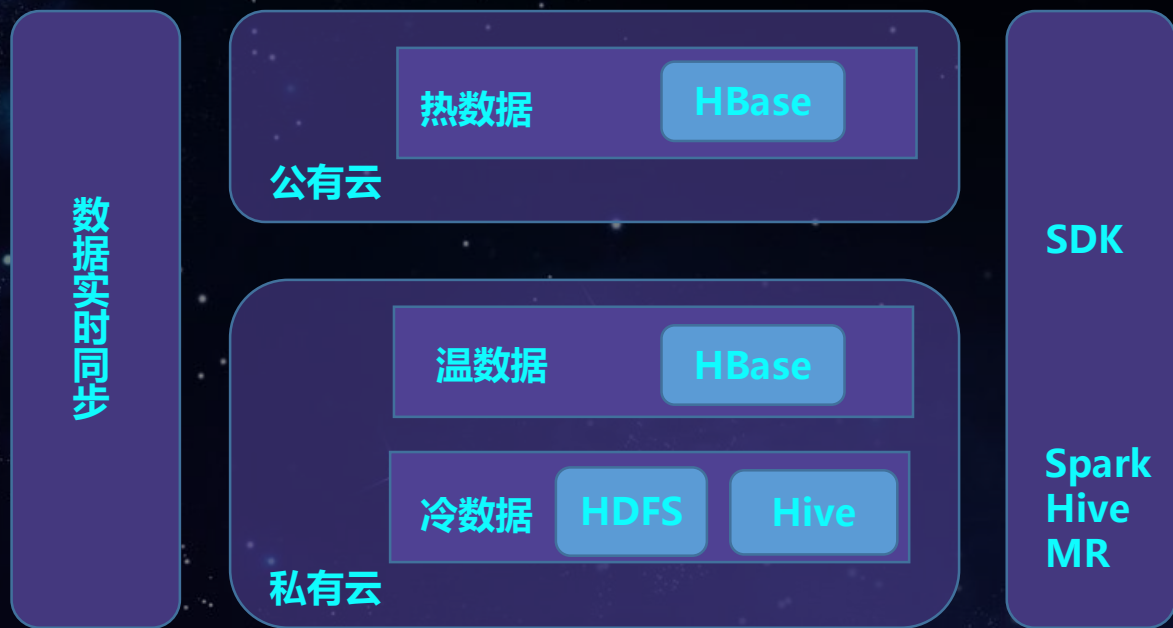 数据实时同步
热数据
HBase
公有云
温数据
HBase
冷数据
HDFS
Hive
私有云
SDK
Spark
Hive
MR